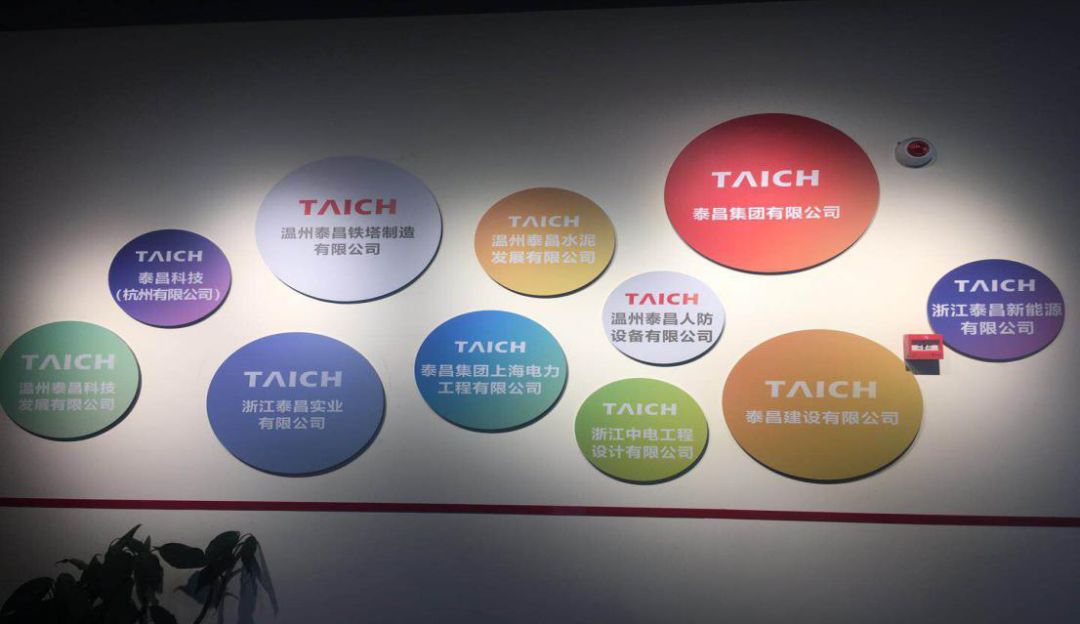 TAICH
泰昌集团有限公司
TAICH
温州泰昌铁塔制造
有限公司
TAICH
温州泰昌水泥
发展有限公司
TAICH
泰昌科技
(杭州有限公司)
TAICH
温州泰昌人防
设备有限公司
TAICH
浙江泰昌新能源
有限公司
TAICH
温州泰昌科技
发展有限公司
TAICH
浙江泰昌实业
有限公司
TAICH
泰昌集团上海电力
工程有限公司
TAICH
浙江中电工程
设计有限公司
TAICH
泰昌建设有限公司